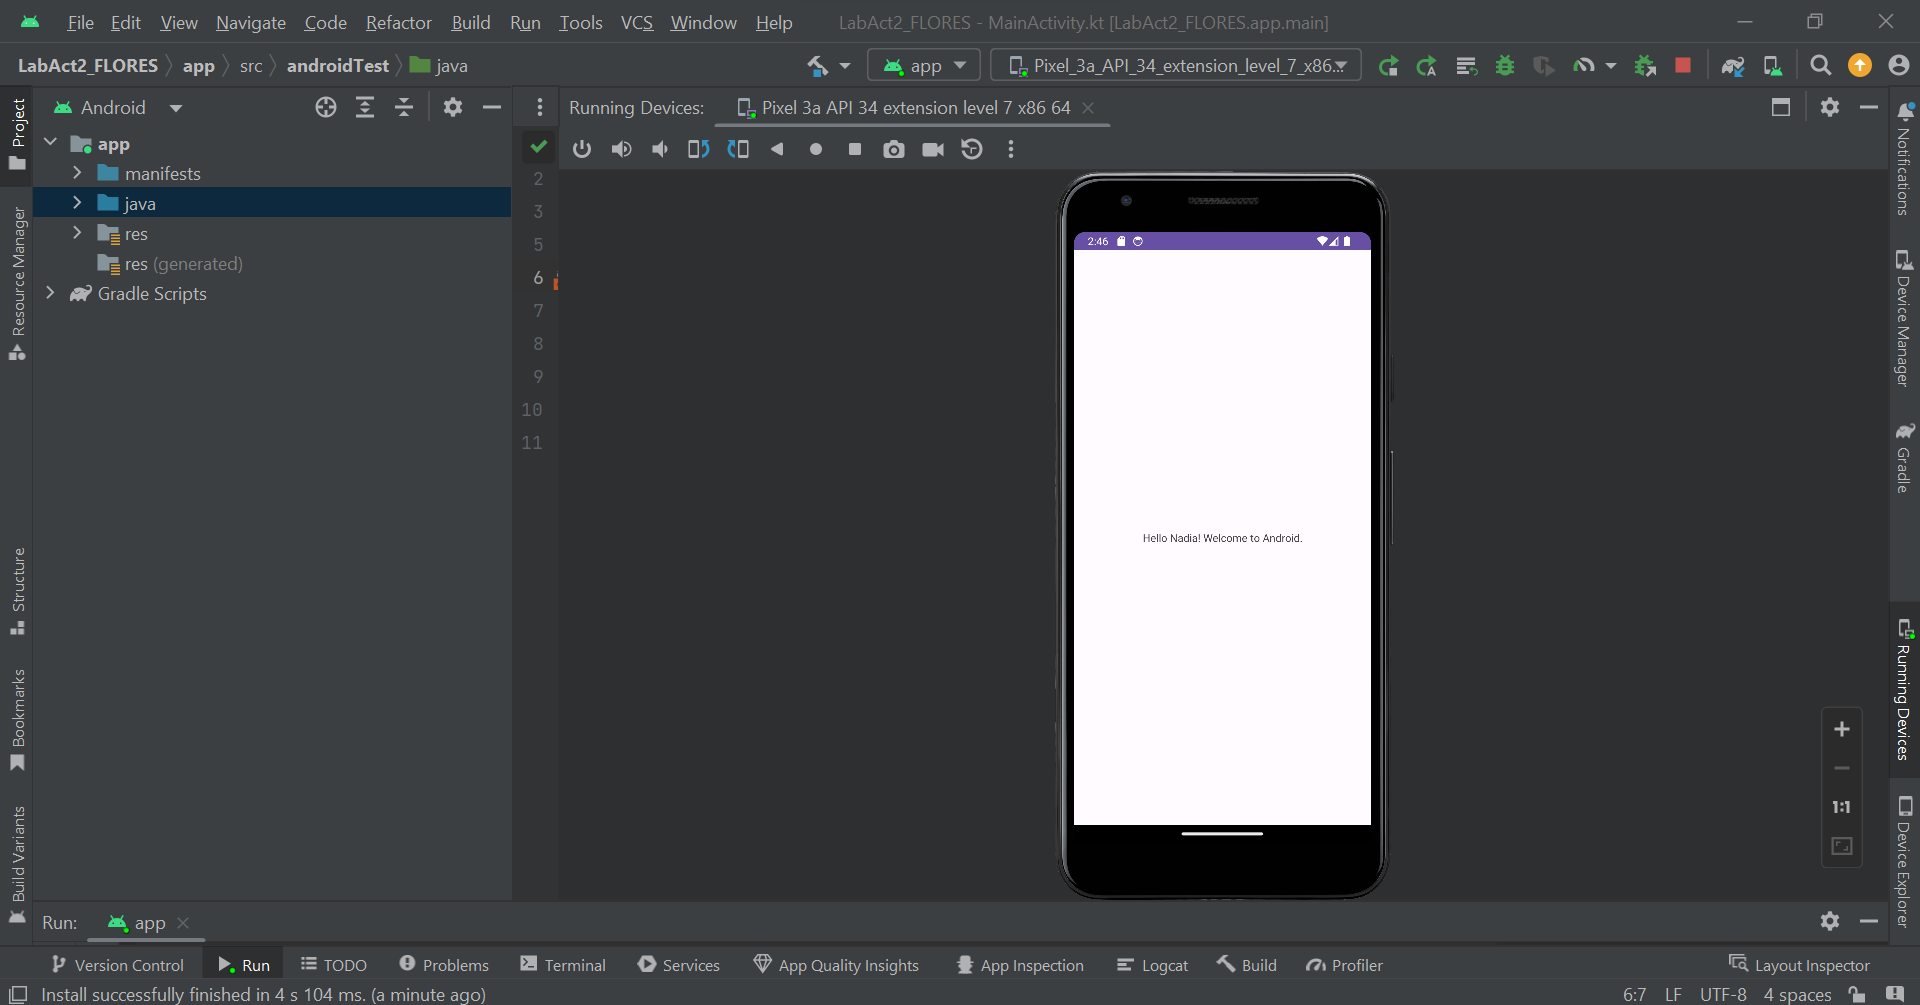 File Edit View Navigate Code Refactor Build Run Tools VCS Window Help LabAct2_FLORES - MainActivity.kt [LabAct2_FLORES.app.main]
LabAct2_FLORES app src androidTest java app Pixel_3a_API_34_extension_level_7_x86...
Project
Resource Manager
Structure
Bookmarks
Build Variants
Android
app
manifests
java
res
res (generated)
Gradle Scripts
2
3
5
6
7
8
9
10
11
Running Devices: Pixel 3a API 34 extension level 7 x86 64
2:46
Hello Nadia! Welcome to Android.
1:1
Notifications
Device Manager
Gradle
Running Devices
Device Explorer
Run: app
Version Control Run TODO Problems Terminal Services App Quality Insights App Inspection Logcat Build Profiler Layout Inspector
Install successfully finished in 4 s 104 ms. (a minute ago) 6:7 LF UTF-8 4 spaces